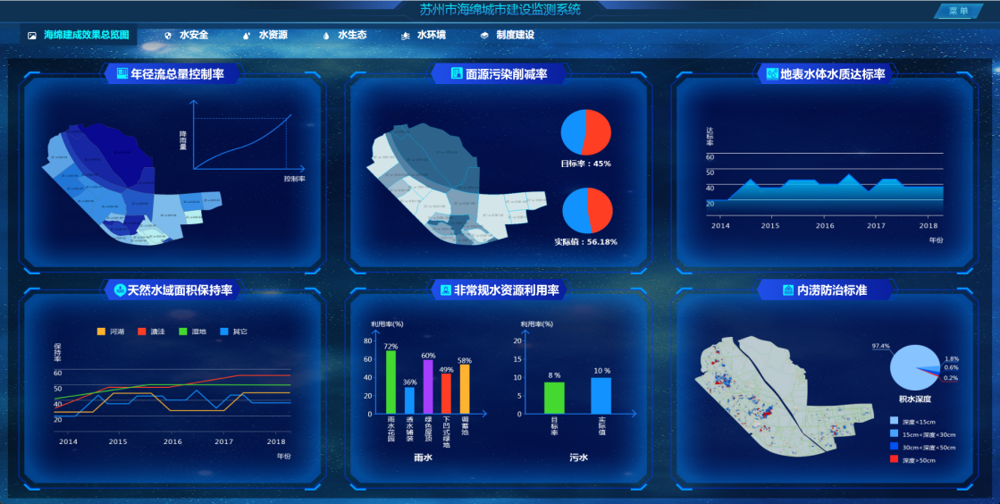 苏州市海绵城市建设监测系统
菜单
海绵建成效果总览图
水安全
水资源
水生态
水环境
制度建设
年径流总量控制率
降雨量
控制率
面源污染削减率
目标率：45%
实际值：56.18%
地表水体水质达标率
达标率
60
50
40
20
2014
2015
2016
2017
2018
年份
天然水域面积保持率
河湖
湿地
其它
保持率
60
50
40
20
2014
2015
2016
2017
2018
年份
非常规水资源利用率
利用率(%)
80
60
40
20
0
72%
36%
60%
49%
58%
雨水花园
透水铺装
绿色屋顶
下凹式绿地
调蓄池
雨水
利用率(%)
20
15
10
5
0
8 %
10 %
目标率
实际值
污水
内涝防治标准
97.4%
1.8%
0.6%
0.2%
积水深度
深度<15cm
15cm<深度<30cm
30cm<深度<50cm
深度>50cm